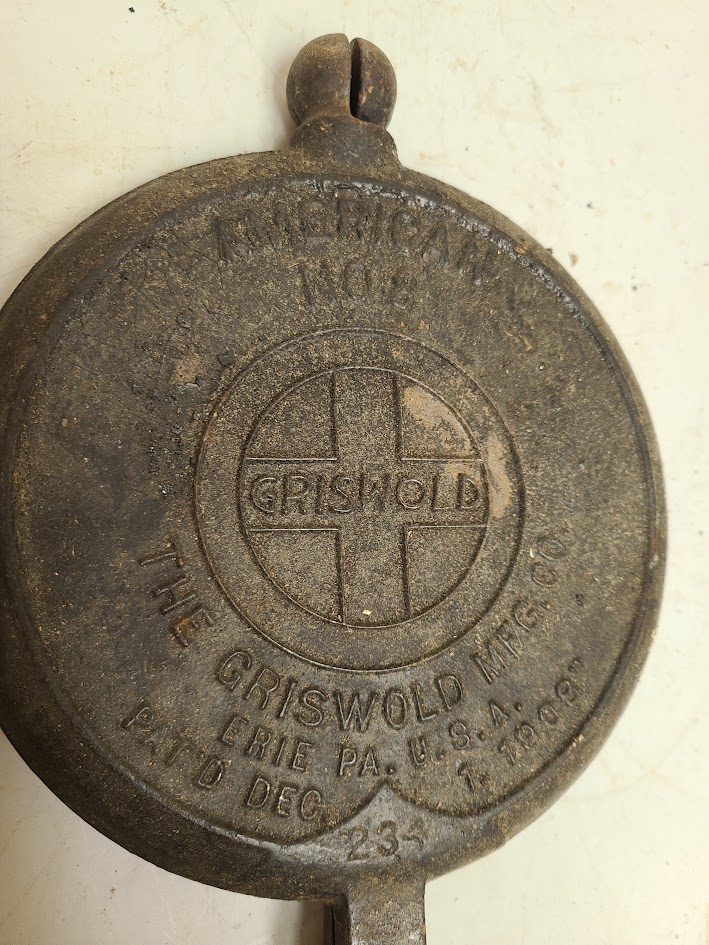 AMERICAN
NO.8
GRISWOLD
THE GRISWOLD MFG. CO.
ERIE PA. U.S.A.
PAT'D DEC. 1. 1908"
234